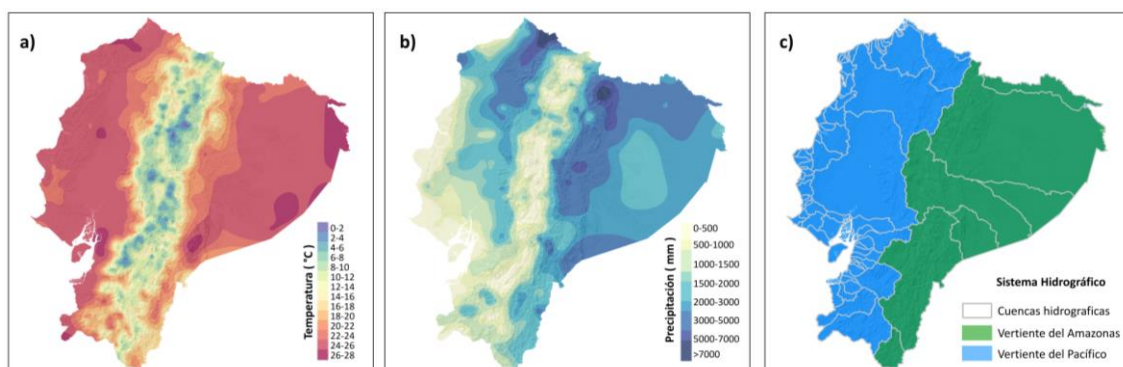 a)
Temperatura ( °C )
0-2
2-4
4-6
6-8
8-10
10-12
12-14
14-16
16-18
18-20
20-22
22-24
24-26
26-28
b)
Precipitación ( mm )
0-500
500-1000
1000-1500
1500-2000
2000-3000
3000-5000
5000-7000
>7000
c)
Sistema Hidrográfico
Cuencas hidrograficas
Vertiente del Amazonas
Vertiente del Pacífico